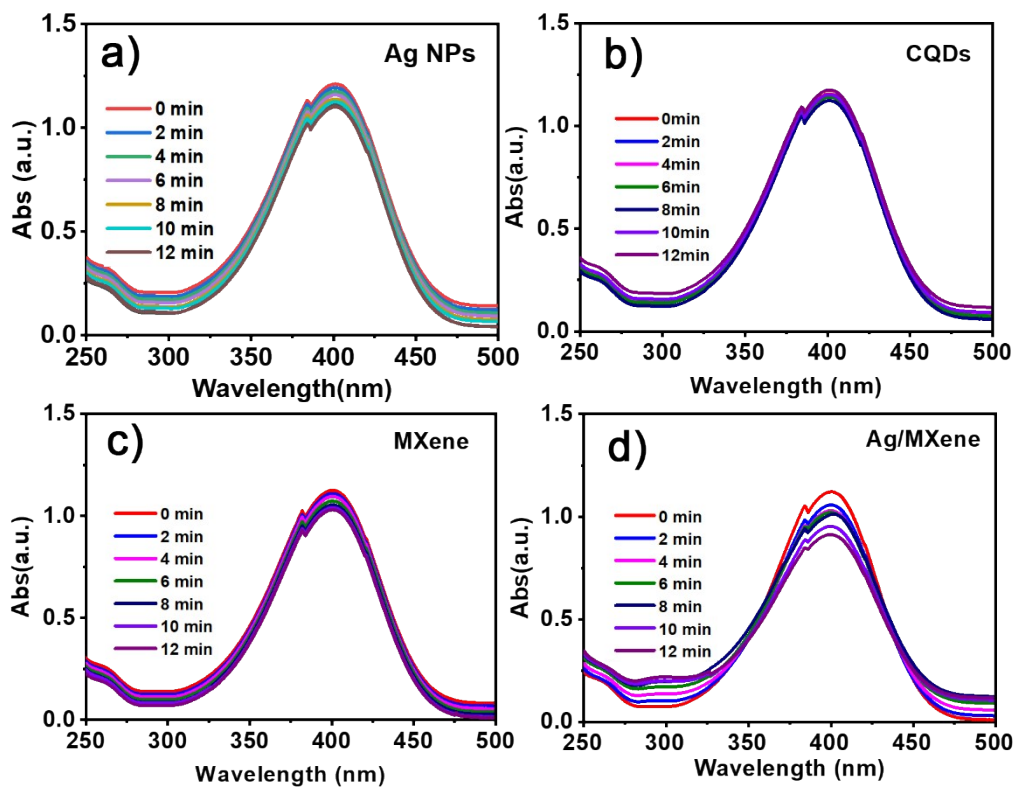 a)
Ag NPs
0 min
2 min
4 min
6 min
8 min
10 min
12 min
Abs (a.u.)
1.5
1.0
0.5
0.0
250 300 350 400 450 500
Wavelength(nm)
b)
CQDs
0min
2min
4min
6min
8min
10min
12min
Abs(a.u.)
1.5
1.0
0.5
0.0
250 300 350 400 450 500
Wavelength (nm)
c)
MXene
0 min
2 min
4 min
6 min
8 min
10 min
12 min
Abs(a.u.)
1.5
1.0
0.5
0.0
250 300 350 400 450 500
Wavelength (nm)
d)
Ag/MXene
0 min
2 min
4 min
6 min
8 min
10 min
12 min
Abs(a.u.)
1.5
1.0
0.5
0.0
250 300 350 400 450 500
Wavelength (nm)